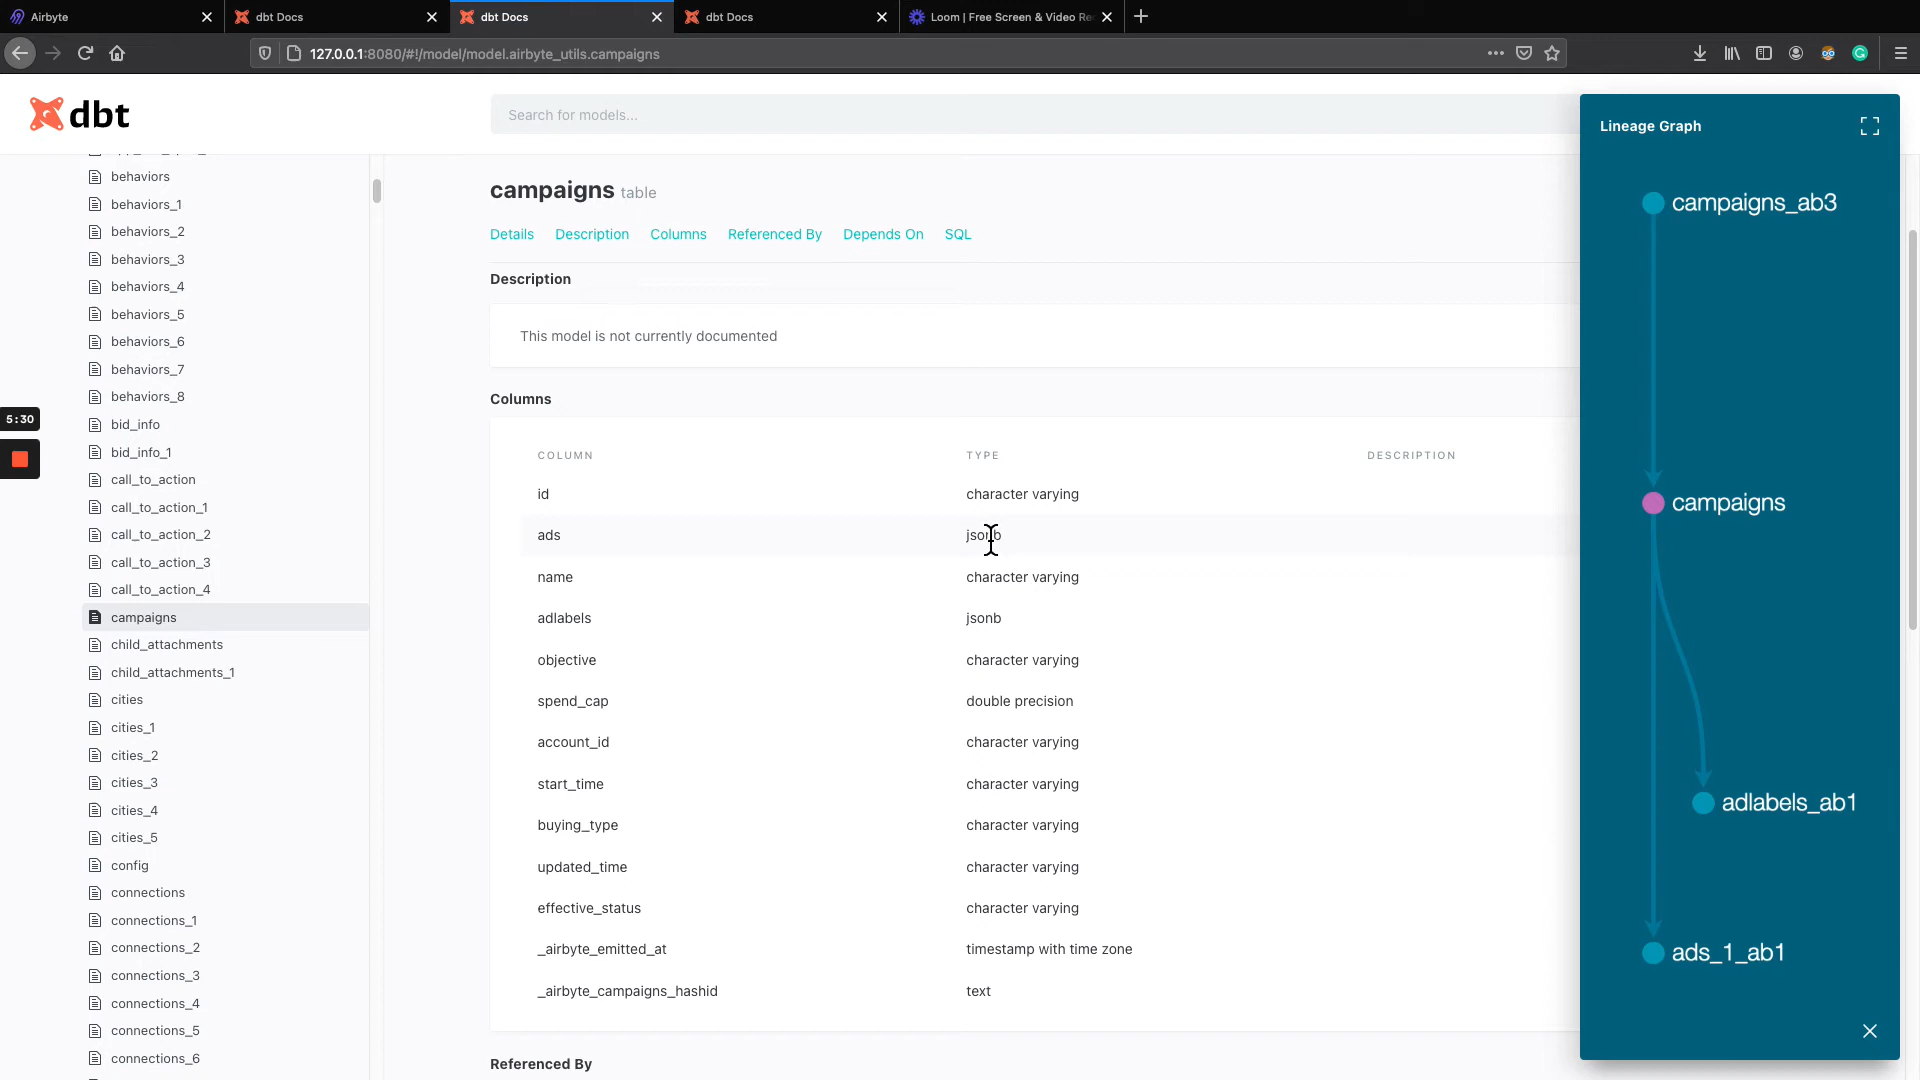 Airbyte
dbt Docs
dbt Docs
dbt Docs
Loom | Free Screen & Video Re
127.0.0.1:8080/#!/model/model.airbyte_utils.campaigns
dbt
Search for models...
behaviors
behaviors_1
behaviors_2
behaviors_3
behaviors_4
behaviors_5
behaviors_6
behaviors_7
behaviors_8
bid_info
bid_info_1
call_to_action
call_to_action_1
call_to_action_2
call_to_action_3
call_to_action_4
campaigns
child_attachments
child_attachments_1
cities
cities_1
cities_2
cities_3
cities_4
cities_5
config
connections
connections_1
connections_2
connections_3
connections_4
connections_5
connections_6
5:30
campaigns table
Details Description Columns Referenced By Depends On SQL
Description
This model is not currently documented
Columns
COLUMN TYPE DESCRIPTION
id character varying
ads jsonb
name character varying
adlabels jsonb
objective character varying
spend_cap double precision
account_id character varying
start_time character varying
buying_type character varying
updated_time character varying
effective_status character varying
_airbyte_emitted_at timestamp with time zone
_airbyte_campaigns_hashid text
Referenced By
Lineage Graph
campaigns_ab3
campaigns
adlabels_ab1
ads_1_ab1